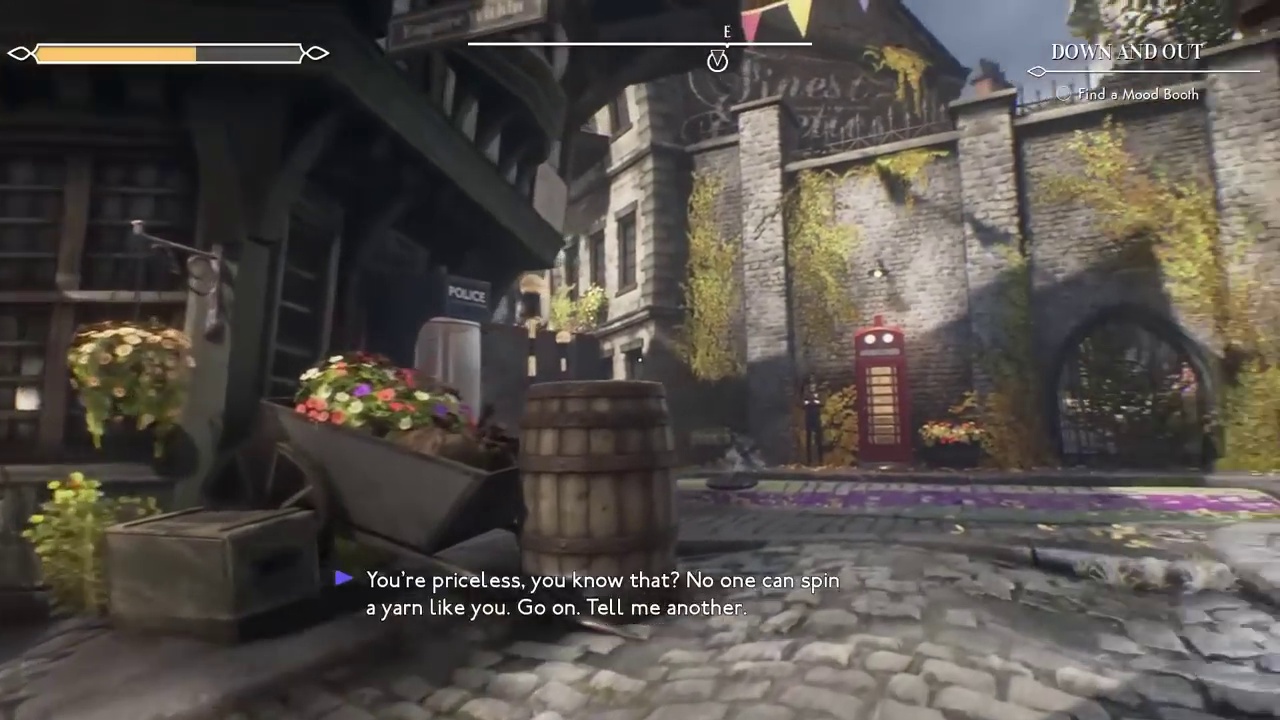 E
DOWN AND OUT
Find a Mood Booth
POLICE
You're priceless, you know that? No one can spin
a yarn like you. Go on. Tell me another.